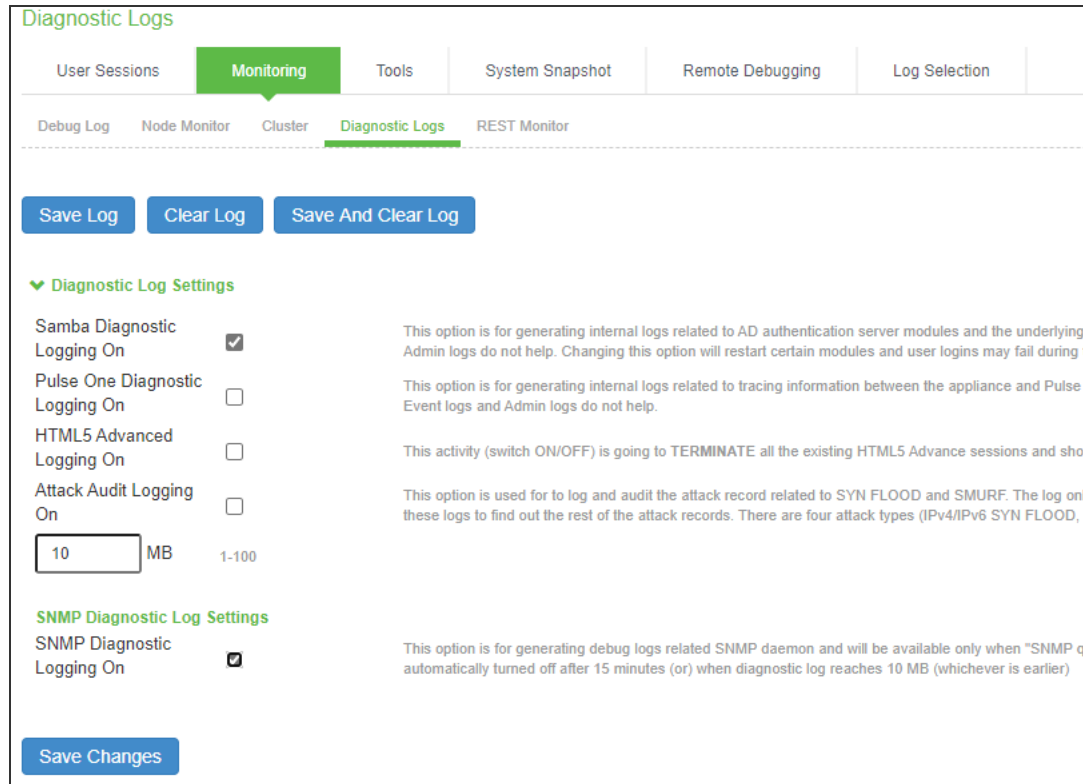 Diagnostic Logs
User Sessions Monitoring Tools System Snapshot Remote Debugging Log Selection
Debug Log Node Monitor Cluster Diagnostic Logs REST Monitor
Save Log Clear Log Save And Clear Log
Diagnostic Log Settings
Samba Diagnostic
Logging On
This option is for generating internal logs related to AD authentication server modules and the underlying
Admin logs do not help. Changing this option will restart certain modules and user logins may fail during
Pulse One Diagnostic
Logging On
This option is for generating internal logs related to tracing information between the appliance and Pulse
Event logs and Admin logs do not help.
HTML5 Advanced
Logging On
This activity (switch ON/OFF) is going to TERMINATE all the existing HTML5 Advance sessions and sho
Attack Audit Logging
On
This option is used for to log and audit the attack record related to SYN FLOOD and SMURF. The log on
these logs to find out the rest of the attack records. There are four attack types (IPv4/IPv6 SYN FLOOD,
10 MB 1-100
SNMP Diagnostic Log Settings
SNMP Diagnostic
Logging On
This option is for generating debug logs related SNMP daemon and will be available only when "SNMP q
automatically turned off after 15 minutes (or) when diagnostic log reaches 10 MB (whichever is earlier)
Save Changes